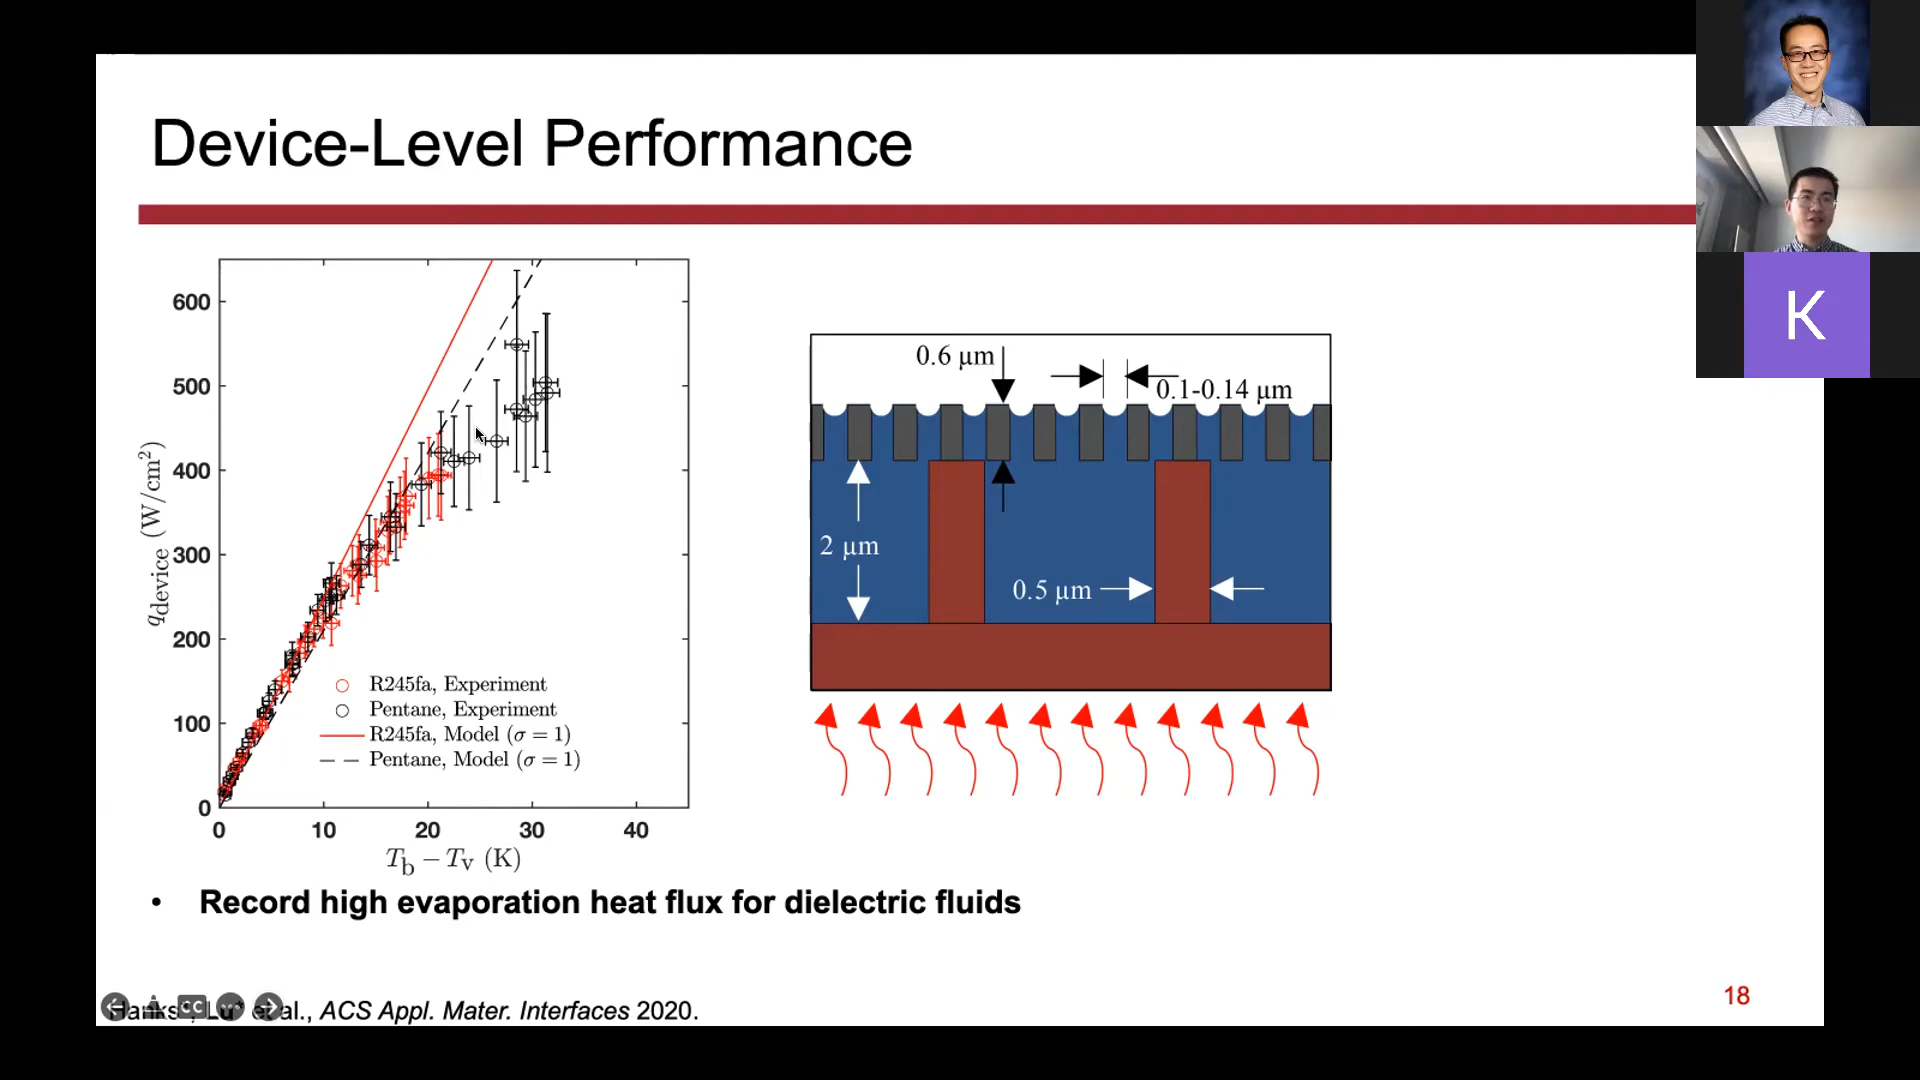 Device-Level Performance
600
500
400
300
200
100
0
0 10 20 30 40
q_device (W/cm²)
T_b − T_v (K)
R245fa, Experiment
Pentane, Experiment
R245fa, Model (σ = 1)
Pentane, Model (σ = 1)
0.6 μm
0.1-0.14 μm
2 μm
0.5 μm
K
• Record high evaporation heat flux for dielectric fluids
al., ACS Appl. Mater. Interfaces 2020.
CC
18